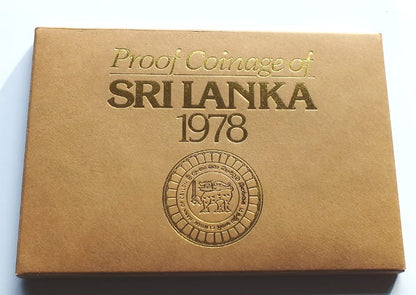 Proof Coinage of
SRI LANKA
1978